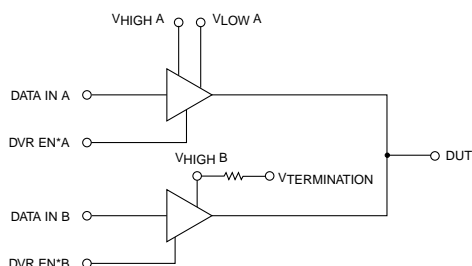 VHIGH A VLOW A
DATA IN A
DVR EN*A
DUT
VHIGH B
VTERMINATION
DATA IN B
DVR EN*B